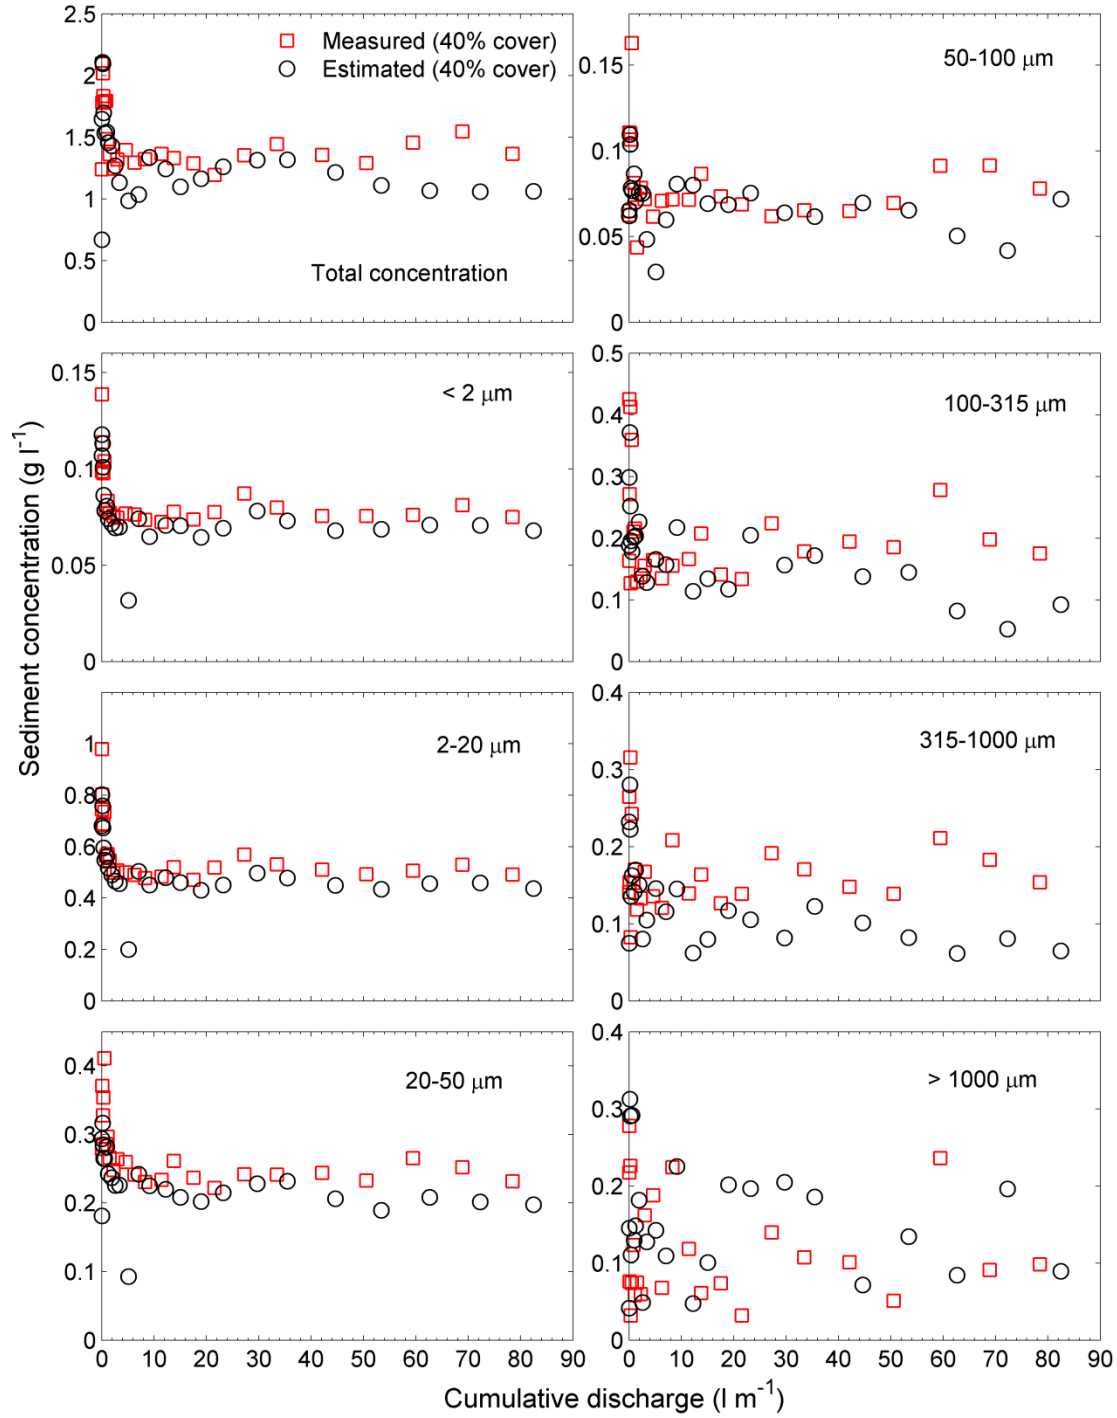 2.5
2
1.5
1
0.5
0
Measured (40% cover)
Estimated (40% cover)
Total concentration
0.15
0.1
0.05
0
50-100 μm
0.15
0.1
0.05
0
< 2 μm
0.5
0.4
0.3
0.2
0.1
0
100-315 μm
Sediment concentration (g l⁻¹)
1
0.8
0.6
0.4
0.2
0
2-20 μm
0.4
0.3
0.2
0.1
0
315-1000 μm
0.4
0.3
0.2
0.1
0
20-50 μm
0 10 20 30 40 50 60 70 80 90
0.4
0.3
0.2
0.1
0
> 1000 μm
0 10 20 30 40 50 60 70 80 90
Cumulative discharge (l m⁻¹)